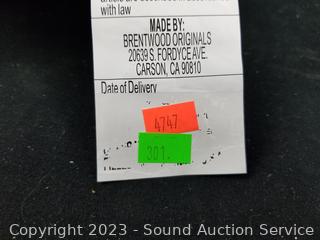 with law
MADE BY:
BRENTWOOD ORIGINALS
20639 S. FORDYCE AVE.
CARSON, CA 90810
Date of Delivery
4747
301.
Copyright © 2023 - Sound Auction Service